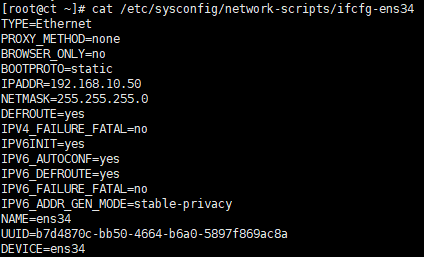 [root@ct ~]# cat /etc/sysconfig/network-scripts/ifcfg-ens34
TYPE=Ethernet
PROXY_METHOD=none
BROWSER_ONLY=no
BOOTPROTO=static
IPADDR=192.168.10.50
NETMASK=255.255.255.0
DEFROUTE=yes
IPV4_FAILURE_FATAL=no
IPV6INIT=yes
IPV6_AUTOCONF=yes
IPV6_DEFROUTE=yes
IPV6_FAILURE_FATAL=no
IPV6_ADDR_GEN_MODE=stable-privacy
NAME=ens34
UUID=b7d4870c-bb50-4664-b6a0-5897f869ac8a
DEVICE=ens34